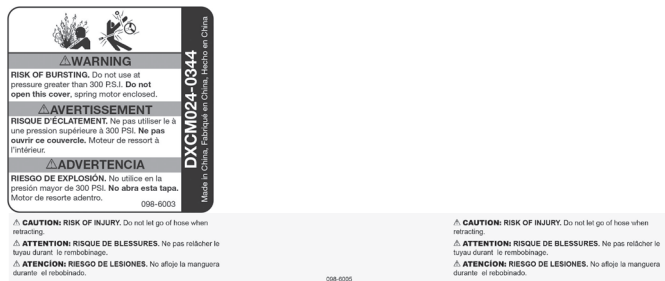 ⚠WARNING
RISK OF BURSTING. Do not use at
pressure greater than 300 P.S.I. Do not
open this cover, spring motor enclosed.
⚠AVERTISSEMENT
RISQUE D'ÉCLATEMENT. Ne pas utiliser le à
une pression supérieure à 300 PSI. Ne pas
ouvrir ce couvercle. Moteur de ressort à
l'intérieur.
⚠ADVERTENCIA
RIESGO DE EXPLOSIÓN. No utilice en la
presión mayor de 300 PSI. No abra esta tapa.
Motor de resorte adentro.
098-6003
DXCM024-0344
Made in China, Fabriqué en China, Hecho en China
⚠ CAUTION: RISK OF INJURY. Do not let go of hose when
retracting.
⚠ ATTENTION: RISQUE DE BLESSURES. Ne pas relâcher le
tuyau durant le rembobinage.
⚠ ATENCÍON: RIESGO DE LESIONES. No afloje la manguera
durante el rebobinado.
098-6005
⚠ CAUTION: RISK OF INJURY. Do not let go of hose when
retracting.
⚠ ATTENTION: RISQUE DE BLESSURES. Ne pas relâcher le
tuyau durant le rembobinage.
⚠ ATENCÍON: RIESGO DE LESIONES. No afloje la manguera
durante el rebobinado.